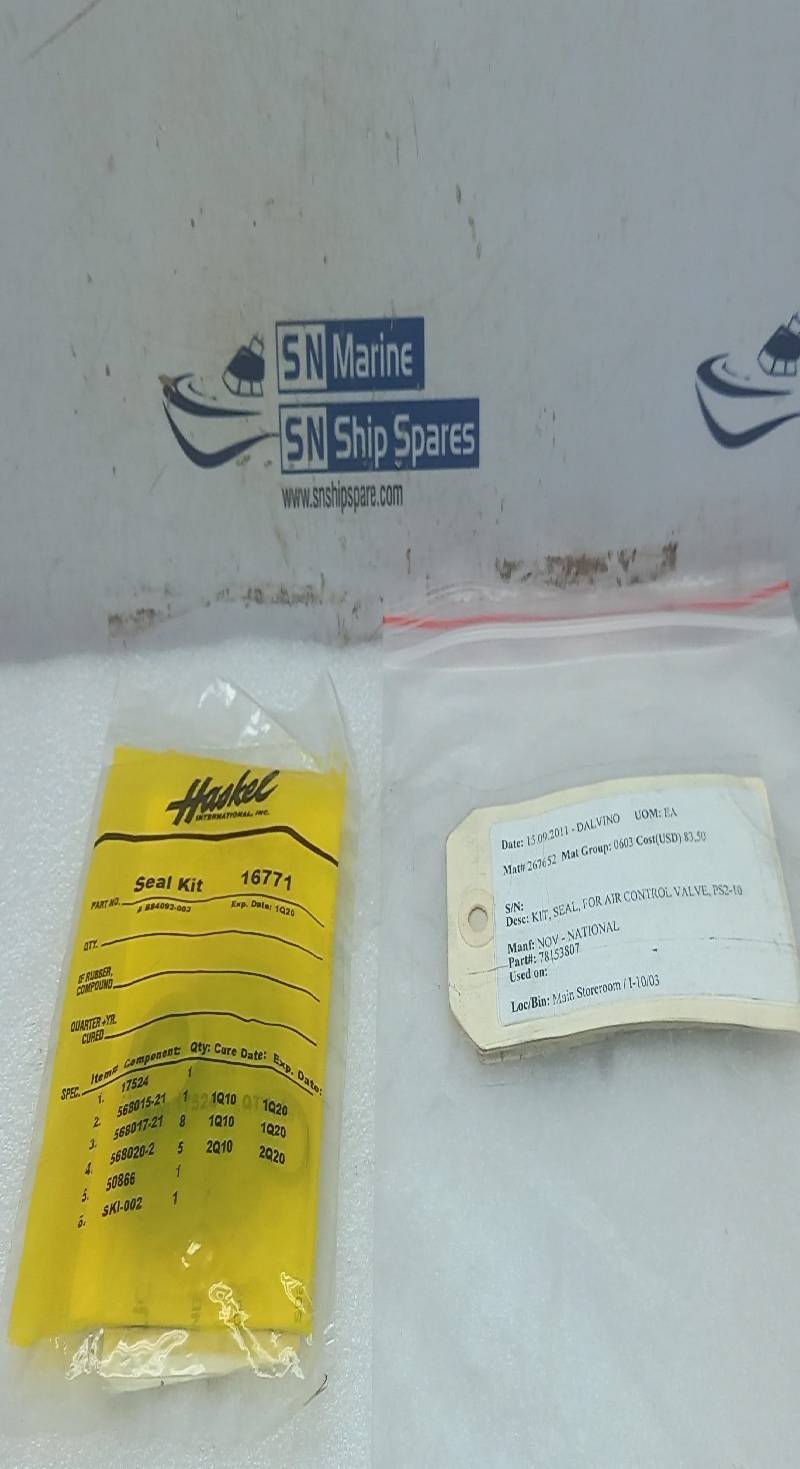 SN Marine
SN Ship Spares
www.snshipspare.com
Haskel
INTERNATIONAL, INC.
Seal Kit 16771
PART NO. # 884092-002 Exp. Date: 1Q20
QTY.
IF RUBBER,
COMPOUND
QUARTER + YR.
CURED
SPEC. Item# Component: Qty: Cure Date: Exp. Date:
1. 17524 1
2. 568015-21 1 1Q10 1Q20
3. 568017-21 8 1Q10 1Q20
4. 568020-2 5 2Q10 2Q20
5. 50866 1
6. SKI-002 1
Date: 15.09.2011 - DALVINO UOM: EA
Mat# 267652 Mat Group: 0603 Cost(USD) 83.50
S/N:
Desc: KIT, SEAL, FOR AIR CONTROL VALVE, PS2-10
Manf: NOV - NATIONAL
Part#: 78153807
Used on:
Loc/Bin: Main Storeroom / 1-10/03